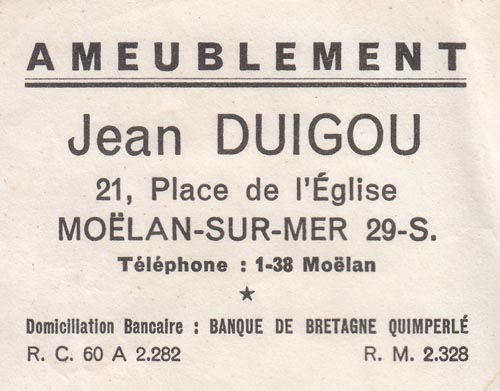 AMEUBLEMENT
Jean DUIGOU
21, Place de l'Église
MOËLAN-SUR-MER 29-S.
Téléphone : 1-38 Moëlan
★
Domiciliation Bancaire : BANQUE DE BRETAGNE QUIMPERLÉ
R. C. 60 A 2.282 R. M. 2.328